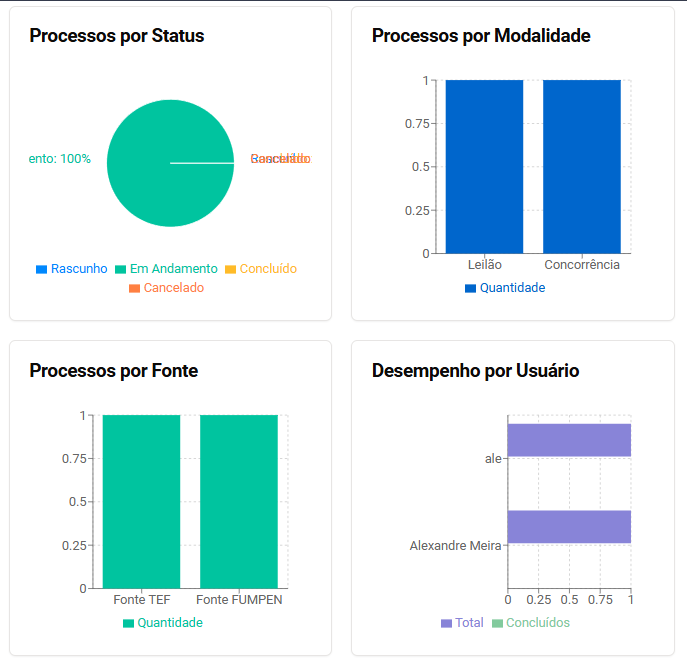 Processos por Status
ento: 100%
Rascunho
Em Andamento
Concluído
Cancelado
Processos por Modalidade
1
0.75
0.5
0.25
0
Leilão
Concorrência
Quantidade
Processos por Fonte
1
0.75
0.5
0.25
0
Fonte TEF
Fonte FUMPEN
Quantidade
Desempenho por Usuário
ale
Alexandre Meira
0 0.25 0.5 0.75 1
Total
Concluídos